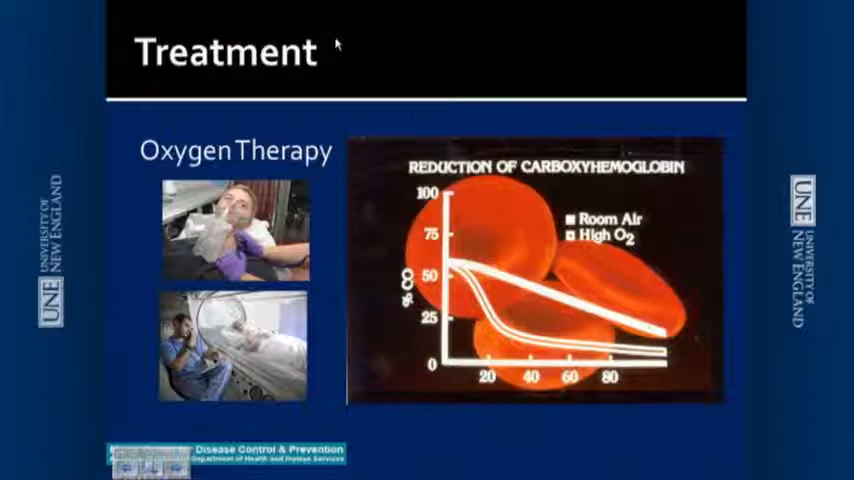 Treatment
Oxygen Therapy
REDUCTION OF CARBOXYHEMOGLOBIN
100
75
50
25
0
% CO
Room Air
High O2
20 40 60 80
UNE UNIVERSITY OF
NEW ENGLAND
UNE UNIVERSITY OF
NEW ENGLAND
Disease Control & Prevention
Department of Health and Human Services